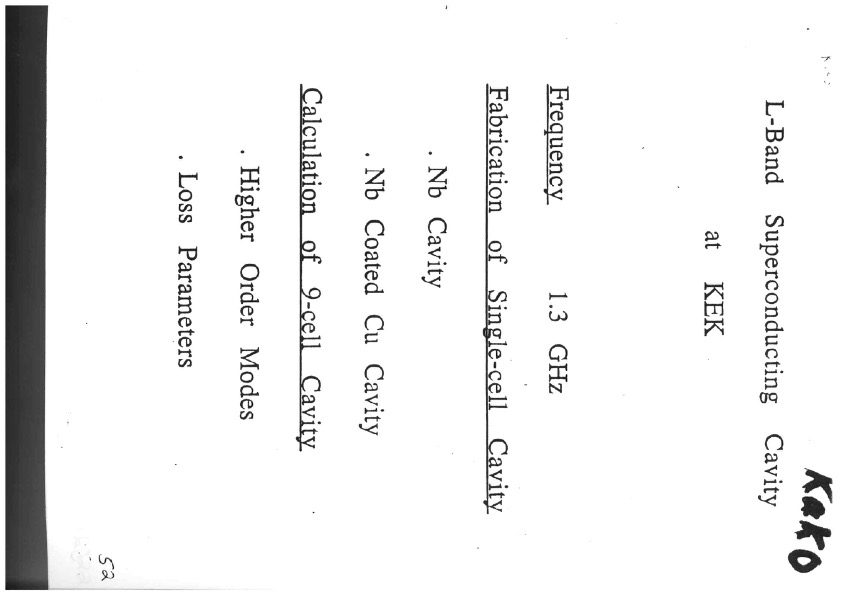 Kako
L-Band Superconducting Cavity
at KEK
Frequency 1.3 GHz
Fabrication of Single-cell Cavity
. Nb Cavity
. Nb Coated Cu Cavity
Calculation of 9-cell Cavity
. Higher Order Modes
. Loss Parameters
52